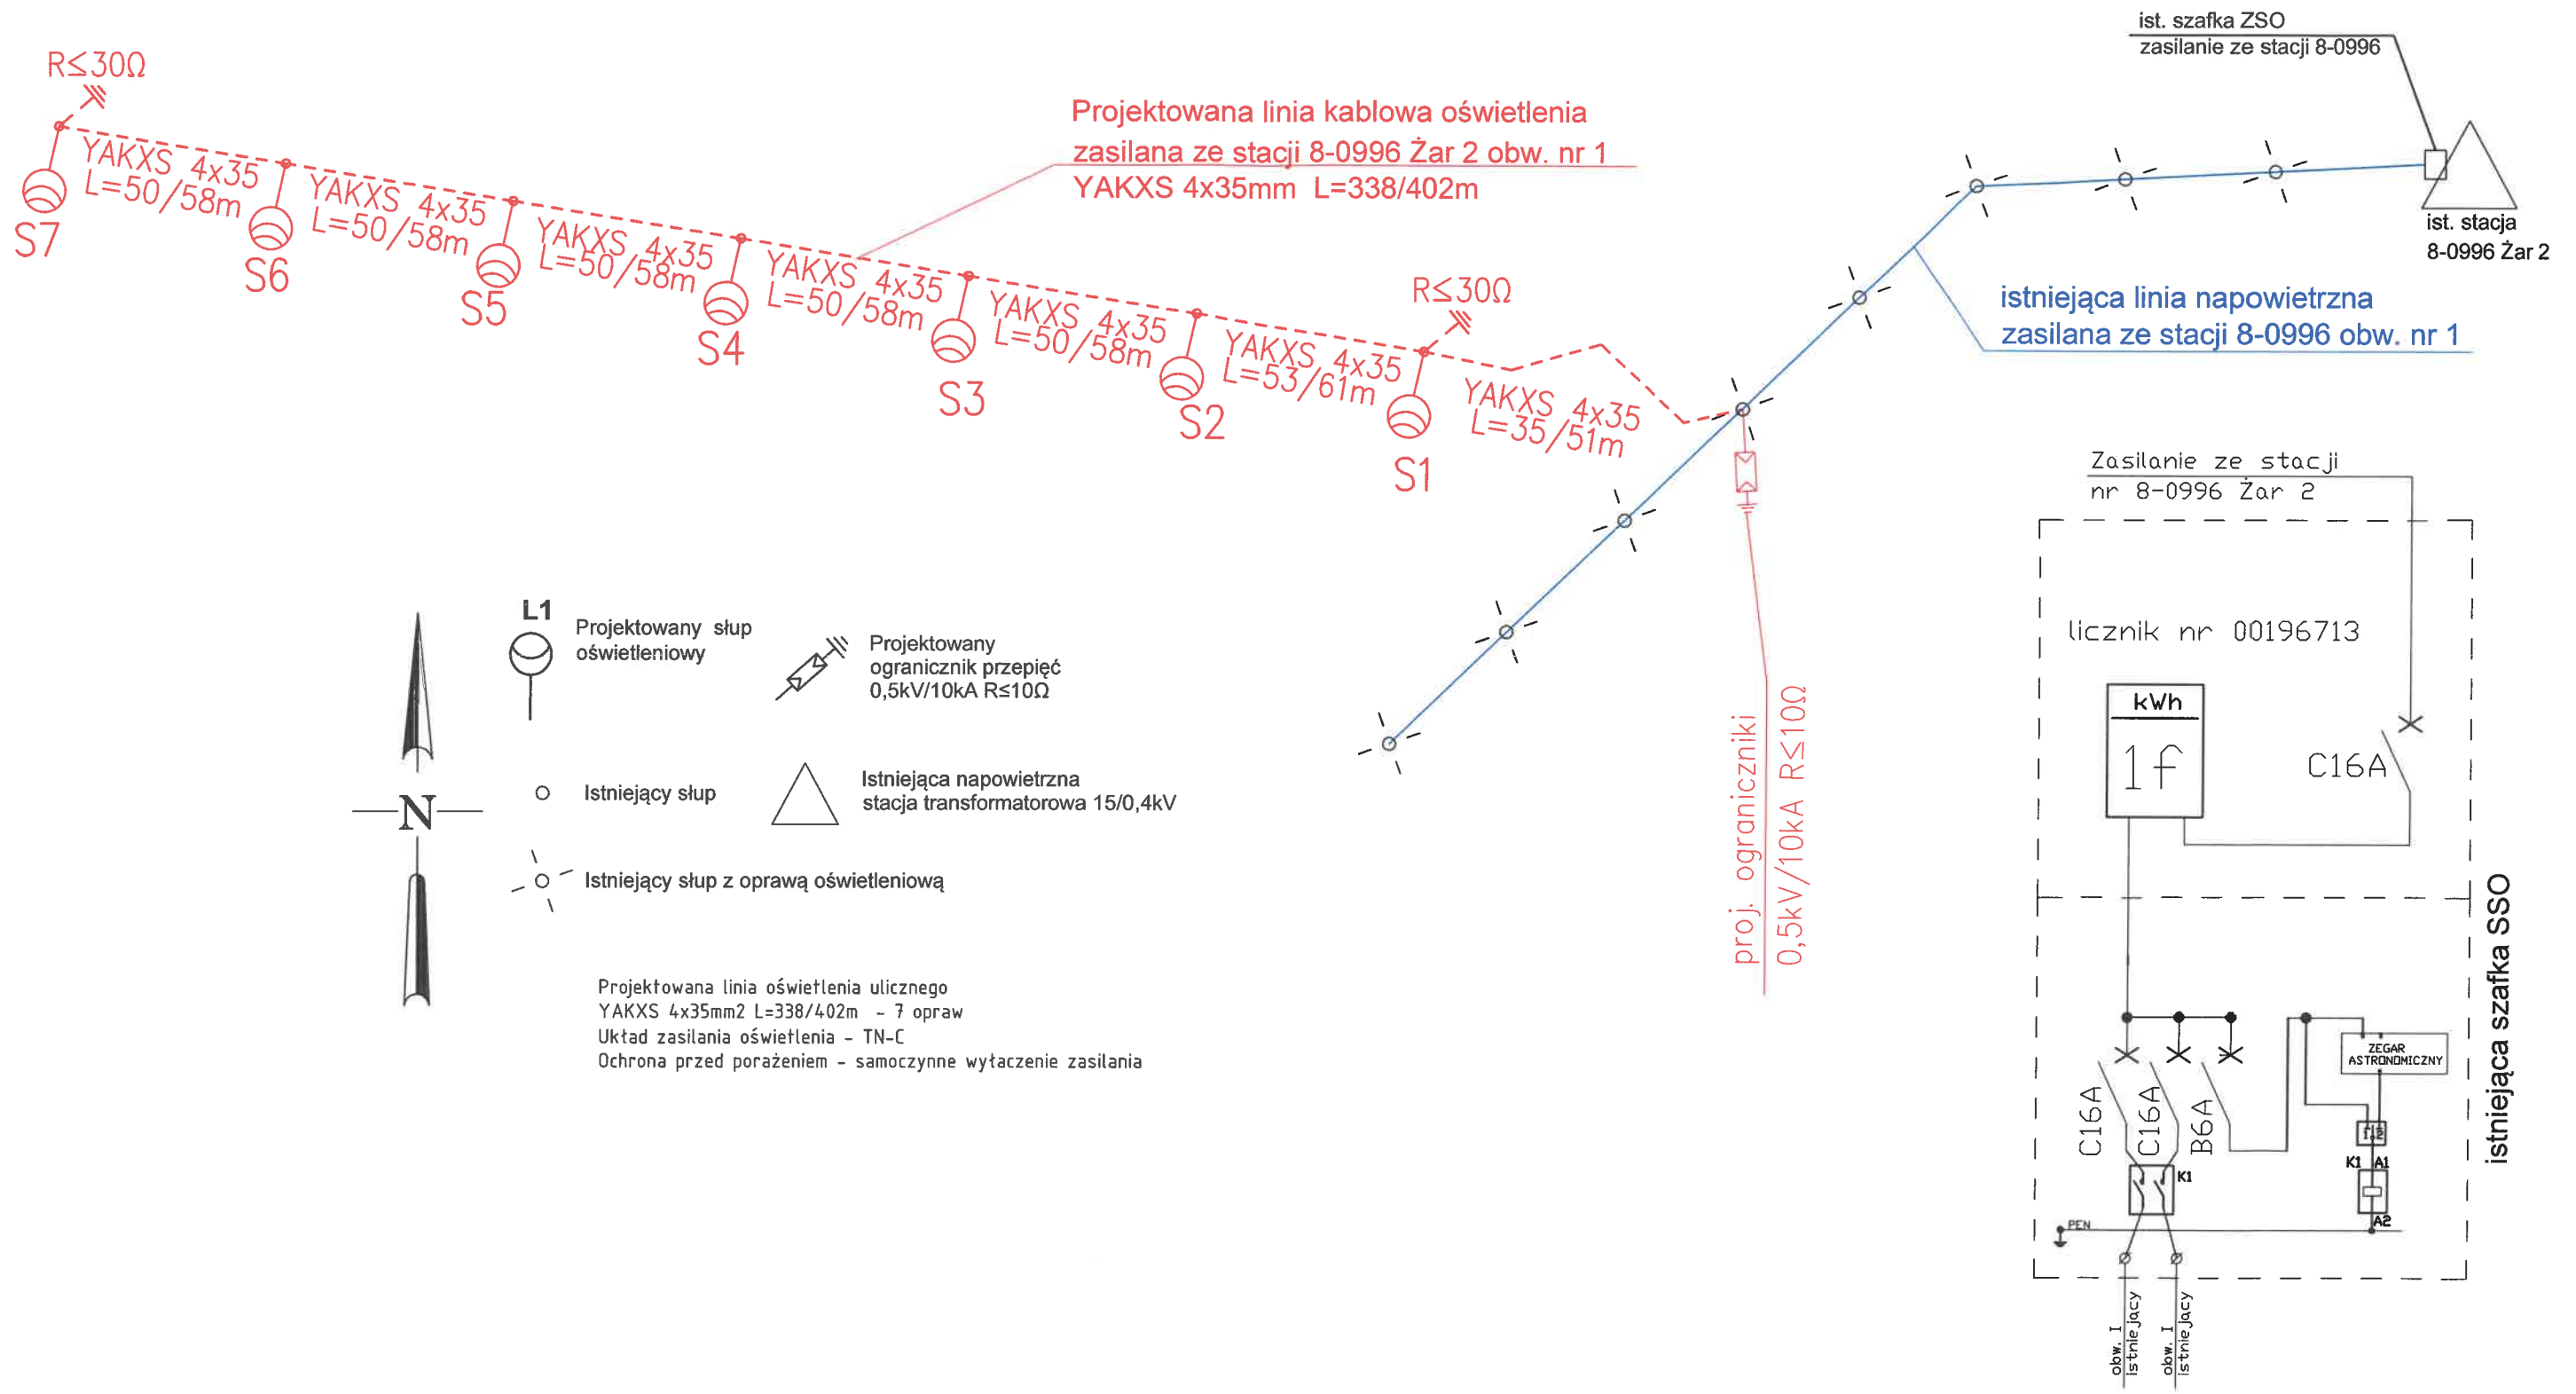 ist. szafka ZSO
zasilanie ze stacji 8-0996
R≤30Ω
Projektowana linia kablowa oświetlenia
zasilana ze stacji 8-0996 Żar 2 obw. nr 1
YAKXS 4x35mm L=338/402m
YAKXS 4x35
L=50/58m
S7
YAKXS 4x35
L=50/58m
S6
YAKXS 4x35
L=50/58m
S5
YAKXS 4x35
L=50/58m
S4
YAKXS 4x35
L=50/58m
S3
YAKXS 4x35
L=53/61m
S2
R≤30Ω
YAKXS 4x35
L=35/51m
S1
ist. stacja
8-0996 Żar 2
istniejąca linia napowietrzna
zasilana ze stacji 8-0996 obw. nr 1
proj. ograniczniki
0,5kV/10kA R≤10Ω
L1
Projektowany słup
oświetleniowy
Projektowany
ogranicznik przepięć
0,5kV/10kA R≤10Ω
N
Istniejący słup
Istniejąca napowietrzna
stacja transformatorowa 15/0,4kV
Istniejący słup z oprawą oświetleniową
Projektowana linia oświetlenia ulicznego
YAKXS 4x35mm2 L=338/402m - 7 opraw
Układ zasilania oświetlenia - TN-C
Ochrona przed porażeniem - samoczynne wyłaczenie zasilania
Zasilanie ze stacji
nr 8-0996 Żar 2
licznik nr 00196713
kWh
1f
C16A
istniejąca szafka SSO
ZEGAR
ASTRONOMICZNY
C16A
C16A
B6A
K1
K1 A1
A2
PEN
obw. I
istniejacy
obw. I
istniejacy